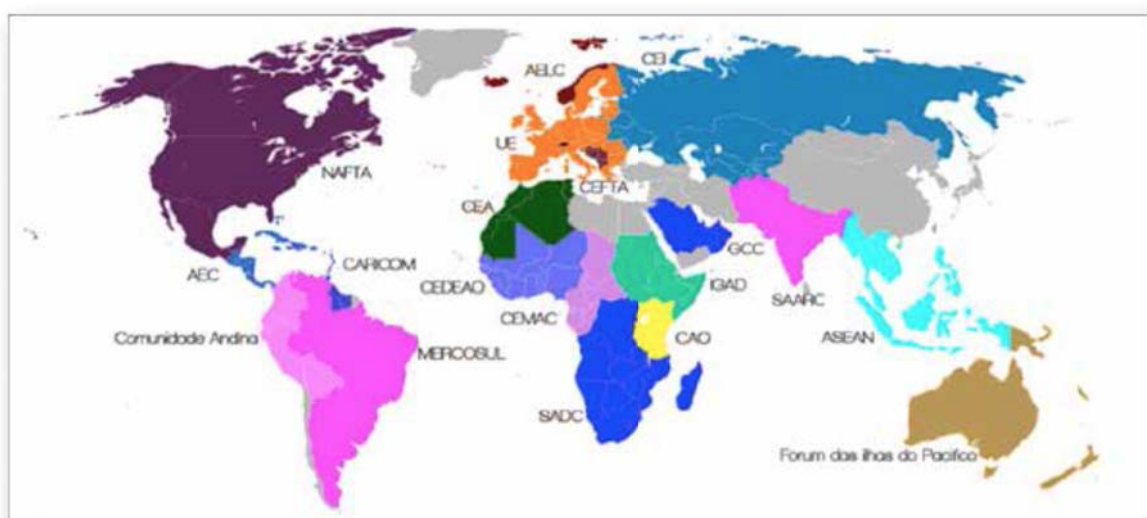 AELC
CEI
UE
NAFTA
CEFTA
CEA
GCC
AEC
CARICOM
CEDEAO
IGAD
SAARC
CEMAC
CAO
ASEAN
Comunidade Andina
MERCOSUL
SADC
Forum das ilhas do Pacifico